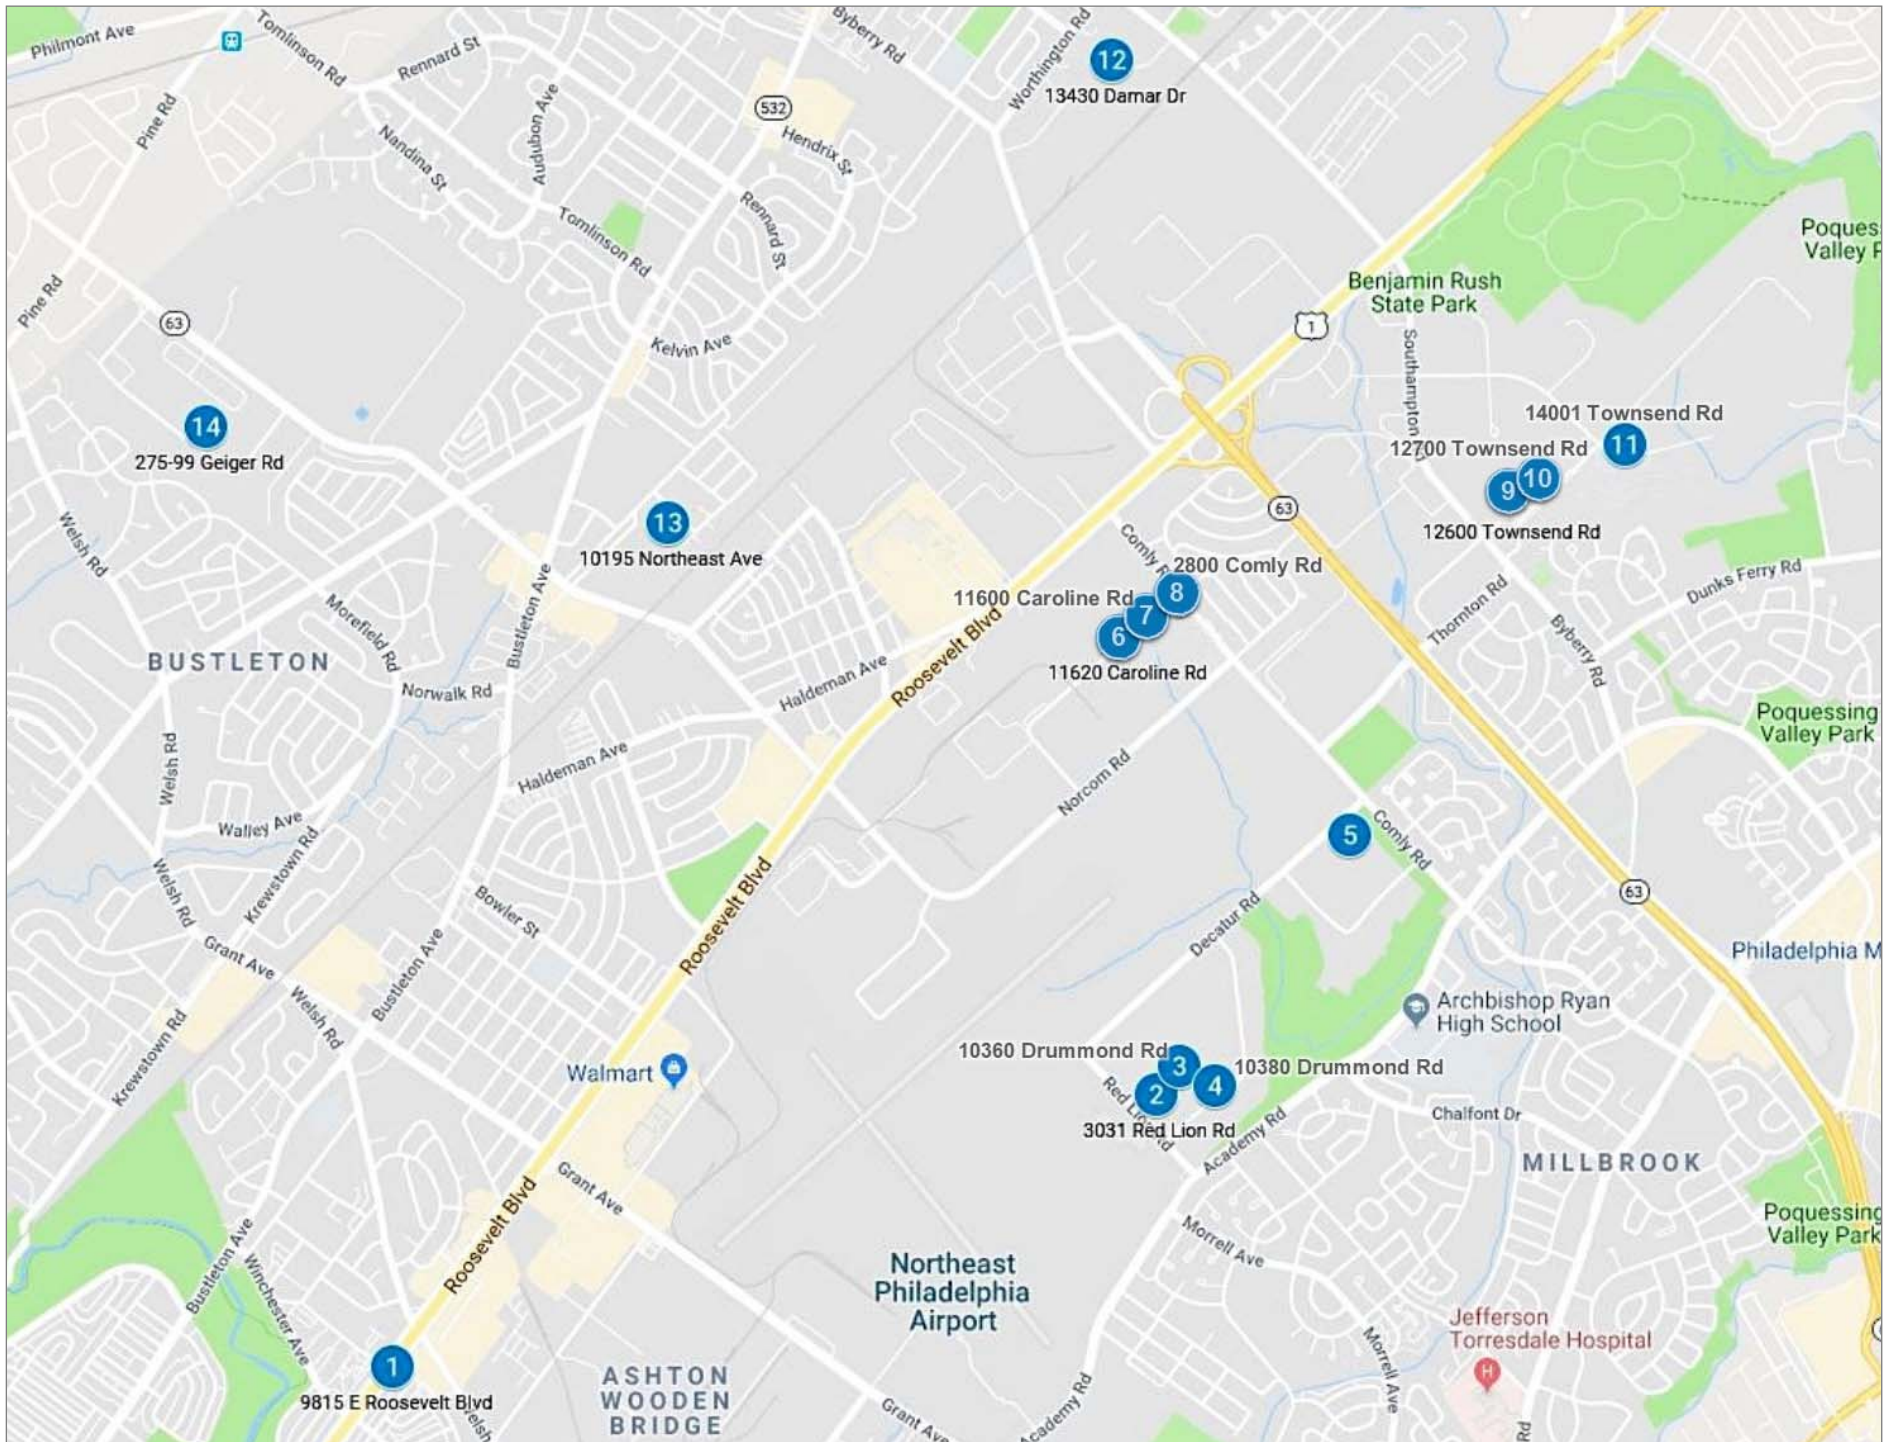 Philmont Ave
Tomlinson Rd
Rennard St
Byberry Rd
Worthington Rd
12
13430 Damar Dr
Pine Rd
Nandina St
Audubon Ave
532
Hendrix St
Rennard St
Tomlinson Rd
Poques
Valley P
Benjamin Rush
State Park
Pine Rd
63
Kelvin Ave
1
Southampton
14
275-99 Geiger Rd
14001 Townsend Rd
11
12700 Townsend Rd
9
10
12600 Townsend Rd
13
10195 Northeast Ave
63
Welsh Rd
Comly R
2800 Comly Rd
8
11600 Caroline Rd
7
6
11620 Caroline Rd
Dunks Ferry Rd
Thornton Rd
Byberry Rd
Morefield Rd
Bustleton Ave
BUSTLETON
Norwalk Rd
Haldeman Ave
Roosevelt Blvd
Poquessing
Valley Park
Welsh Rd
Haldeman Ave
Norcom Rd
Walley Ave
Krewstown Rd
5
Comly Rd
Welsh Rd
Bowler St
Roosevelt Blvd
Decatur Rd
63
Grant Ave
Bustleton Ave
Welsh Rd
Philadelphia M
Archbishop Ryan
High School
Krewstown Rd
Walmart
10360 Drummond Rd
3
10380 Drummond Rd
4
2
Red Lion Rd
3031 Red Lion Rd
Academy Rd
Chalfont Dr
MILLBROOK
Grant Ave
Roosevelt Blvd
Poquessing
Valley Park
Morrell Ave
Bustleton Ave
Winchester Ave
Northeast
Philadelphia
Airport
Jefferson
Torresdale Hospital
H
Morrell Ave
1
9815 E Roosevelt Blvd
Welsh
ASHTON
WOODEN
BRIDGE
Grant Ave
Academy Rd
Rd